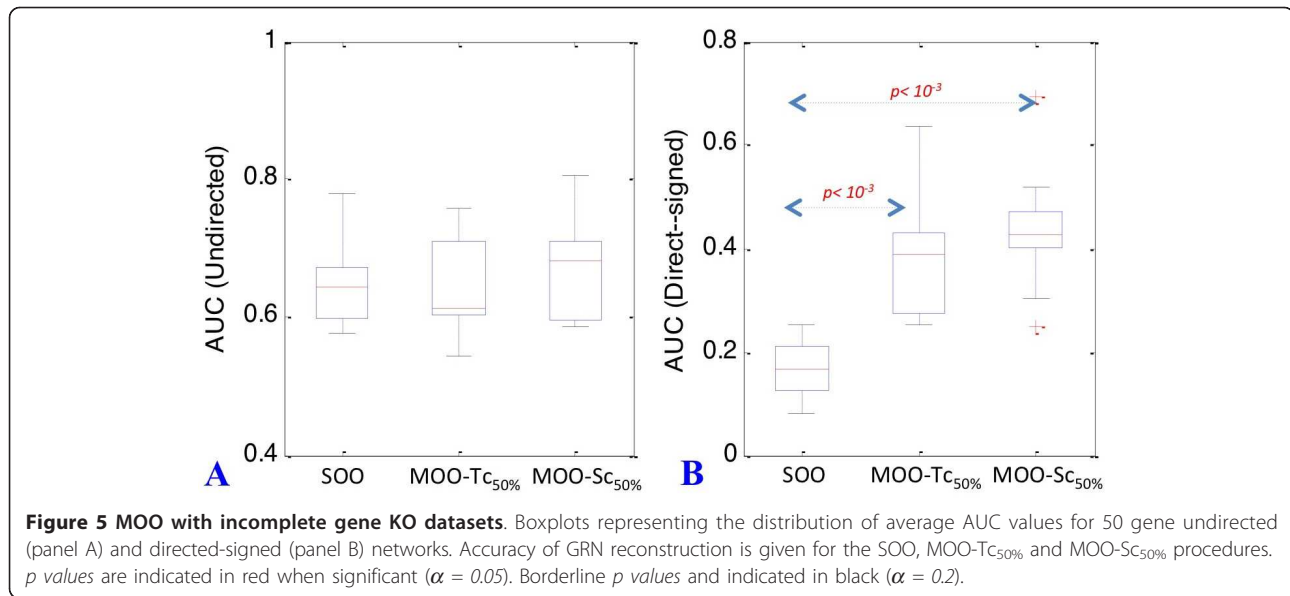 AUC (Undirected)
1
0.8
0.6
0.4
SOO
MOO-Tc50%
MOO-Sc50%
A
AUC (Direct--signed)
0.8
0.6
0.4
0.2
0
p< 10-3
p< 10-3
SOO
MOO-Tc50%
MOO-Sc50%
B
Figure 5 MOO with incomplete gene KO datasets. Boxplots representing the distribution of average AUC values for 50 gene undirected
(panel A) and directed-signed (panel B) networks. Accuracy of GRN reconstruction is given for the SOO, MOO-Tc50% and MOO-Sc50% procedures.
p values are indicated in red when significant (α = 0.05). Borderline p values and indicated in black (α = 0.2).